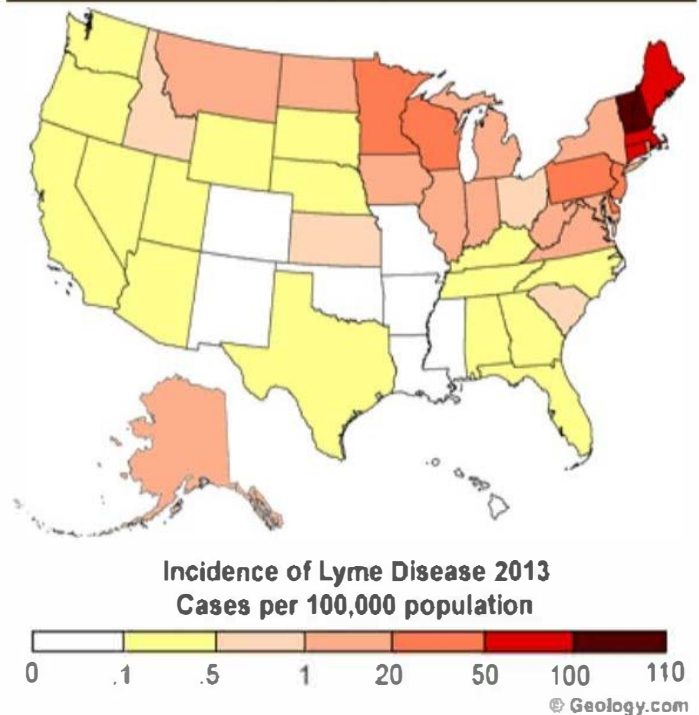 Incidence of Lyme Disease 2013
Cases per 100,000 population
0 .1 .5 1 20 50 100 110
© Geology.com